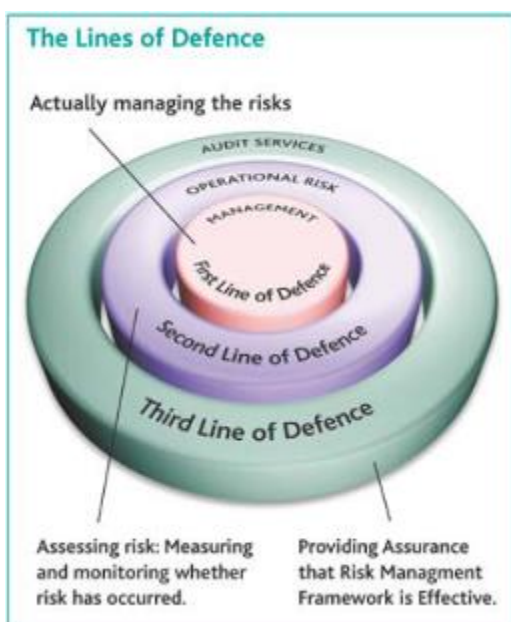 The Lines of Defence
Actually managing the risks
AUDIT SERVICES
OPERATIONAL RISK
MANAGEMENT
First Line of Defence
Second Line of Defence
Third Line of Defence
Assessing risk: Measuring
and monitoring whether
risk has occurred.
Providing Assurance
that Risk Managment
Framework is Effective.